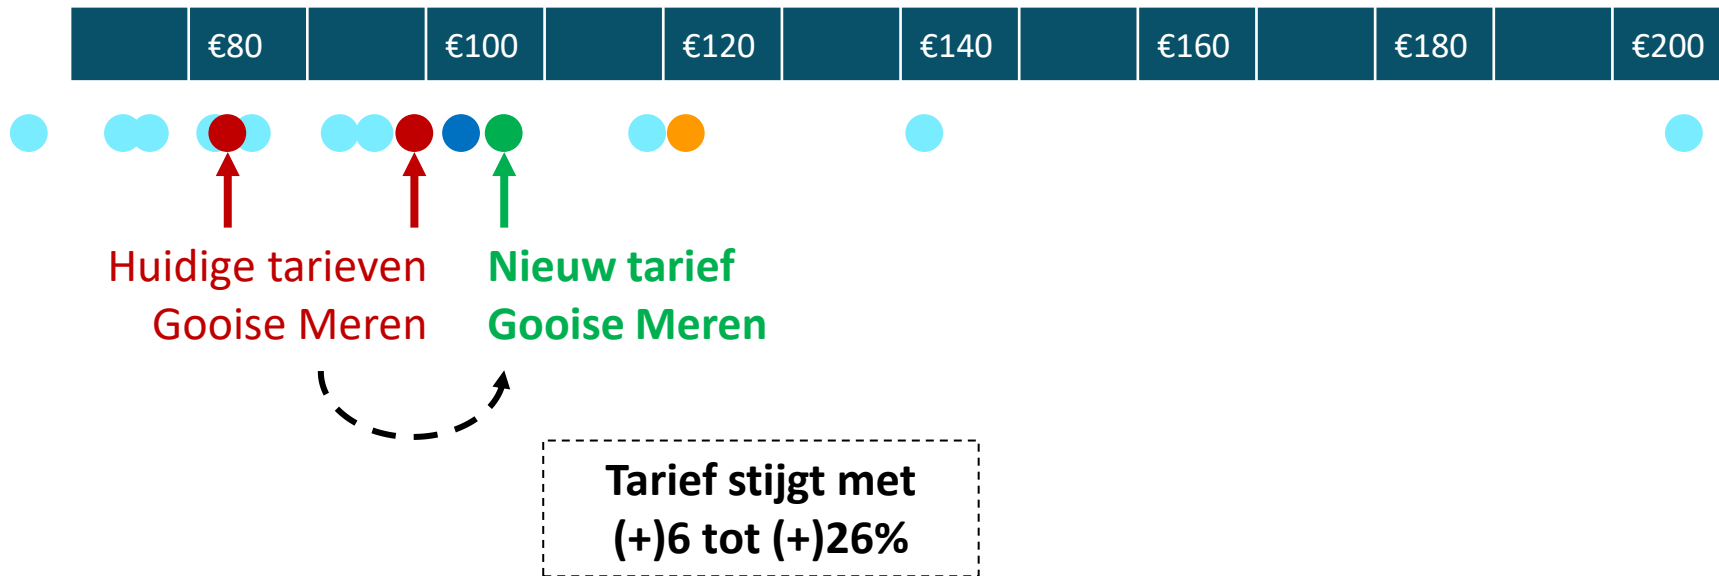 €80 €100 €120 €140 €160 €180 €200
Huidige tarieven
Gooise Meren
Nieuw tarief
Gooise Meren
Tarief stijgt met
(+)6 tot (+)26%